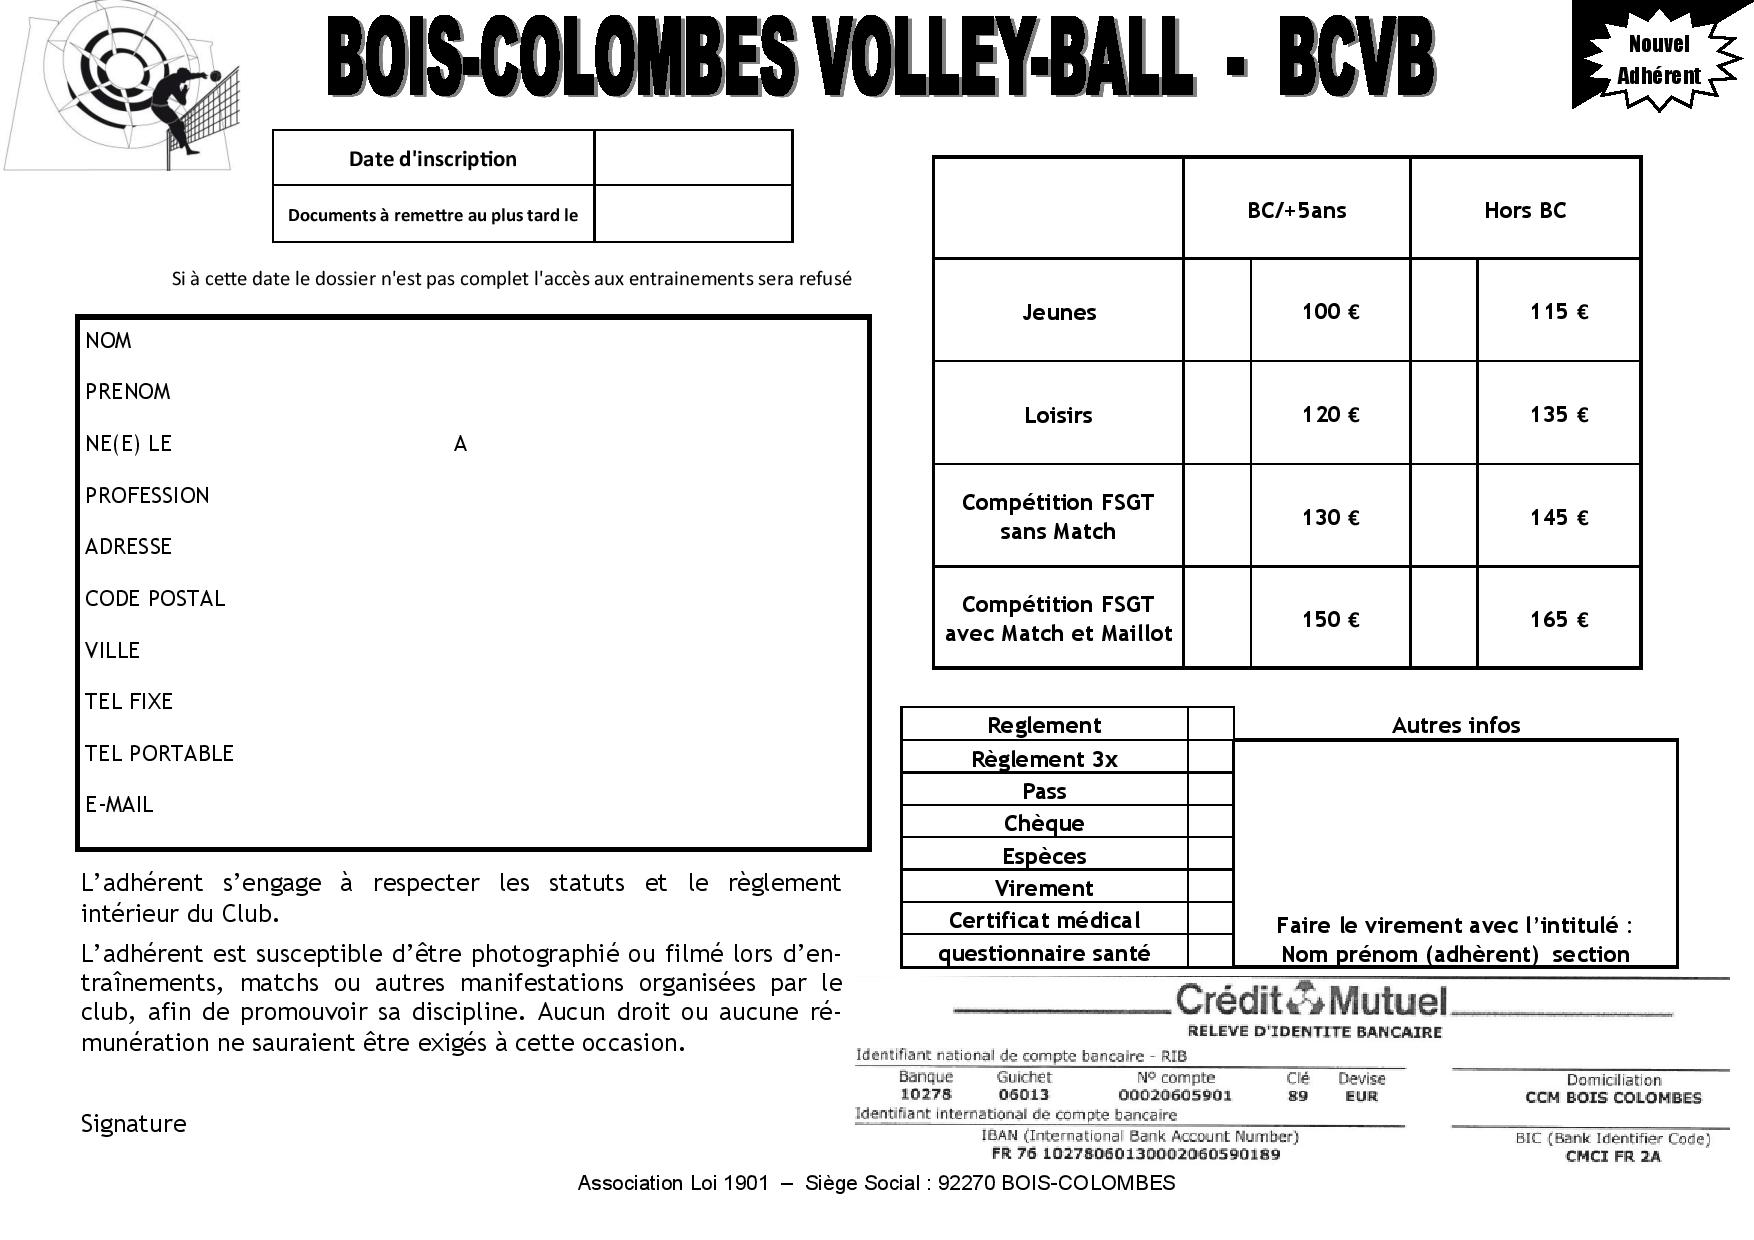 BOIS-COLOMBES VOLLEY-BALL - BCVB
Nouvel
Adhérent
Date d'inscription
Documents à remettre au plus tard le
Si à cette date le dossier n'est pas complet l'accès aux entrainements sera refusé
NOM
PRENOM
NE(E) LE A
PROFESSION
ADRESSE
CODE POSTAL
VILLE
TEL FIXE
TEL PORTABLE
E-MAIL
L’adhérent s’engage à respecter les statuts et le règlement
intérieur du Club.
L’adhérent est susceptible d’être photographié ou filmé lors d’en-
traînements, matchs ou autres manifestations organisées par le
club, afin de promouvoir sa discipline. Aucun droit ou aucune ré-
munération ne sauraient être exigés à cette occasion.
Signature
BC/+5ans Hors BC
Jeunes 100 € 115 €
Loisirs 120 € 135 €
Compétition FSGT
sans Match 130 € 145 €
Compétition FSGT
avec Match et Maillot 150 € 165 €
Reglement
Règlement 3x
Pass
Chèque
Espèces
Virement
Certificat médical
questionnaire santé
Autres infos
Faire le virement avec l’intitulé :
Nom prénom (adhèrent) section
Crédit Mutuel
RELEVE D'IDENTITE BANCAIRE
Identifiant national de compte bancaire - RIB
Banque Guichet Nº compte Clé Devise Domiciliation
10278 06013 00020605901 89 EUR CCM BOIS COLOMBES
Identifiant international de compte bancaire
IBAN (International Bank Account Number) BIC (Bank Identifier Code)
FR 76 10278060130002060590189 CMCI FR 2A
Association Loi 1901 – Siège Social : 92270 BOIS-COLOMBES